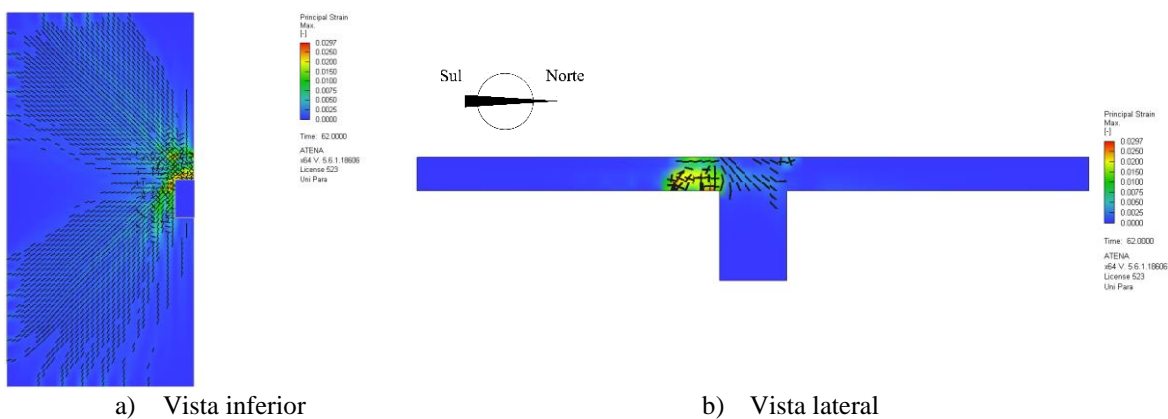 Principal Strain
Max.
[-]
0.0297
0.0250
0.0200
0.0150
0.0100
0.0075
0.0050
0.0025
0.0000
Time: 62.0000
ATENA
x64 V. 5.6.1.18606
License 523
Uni Para
Sul
Norte
Principal Strain
Max.
[-]
0.0297
0.0250
0.0200
0.0150
0.0100
0.0075
0.0050
0.0025
0.0000
Time: 62.0000
ATENA
x64 V. 5.6.1.18606
License 523
Uni Para
a) Vista inferior
b) Vista lateral